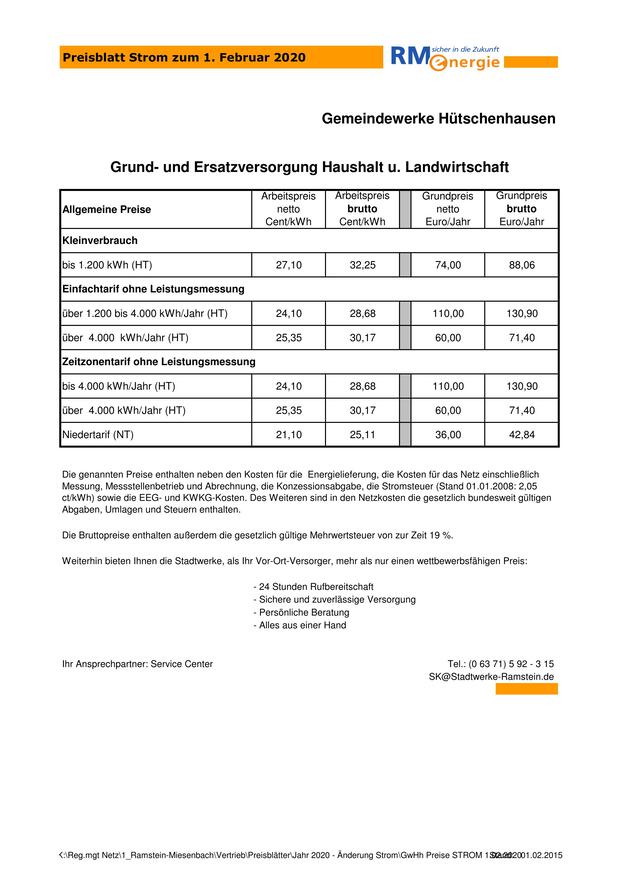 Preisblatt Strom zum 1. Februar 2020
RM sicher in die Zukunft
energie
Gemeindewerke Hütschenhausen
Grund- und Ersatzversorgung Haushalt u. Landwirtschaft
Allgemeine Preise Arbeitspreis netto Cent/kWh Arbeitspreis brutto Cent/kWh Grundpreis netto Euro/Jahr Grundpreis brutto Euro/Jahr
Kleinverbrauch
bis 1.200 kWh (HT) 27,10 32,25 74,00 88,06
Einfachtarif ohne Leistungsmessung
über 1.200 bis 4.000 kWh/Jahr (HT) 24,10 28,68 110,00 130,90
über 4.000 kWh/Jahr (HT) 25,35 30,17 60,00 71,40
Zeitzonentarif ohne Leistungsmessung
bis 4.000 kWh/Jahr (HT) 24,10 28,68 110,00 130,90
über 4.000 kWh/Jahr (HT) 25,35 30,17 60,00 71,40
Niedertarif (NT) 21,10 25,11 36,00 42,84
Die genannten Preise enthalten neben den Kosten für die Energielieferung, die Kosten für das Netz einschließlich
Messung, Messstellenbetrieb und Abrechnung, die Konzessionsabgabe, die Stromsteuer (Stand 01.01.2008: 2,05
ct/kWh) sowie die EEG- und KWKG-Kosten. Des Weiteren sind in den Netzkosten die gesetzlich bundesweit gültigen
Abgaben, Umlagen und Steuern enthalten.
Die Bruttopreise enthalten außerdem die gesetzlich gültige Mehrwertsteuer von zur Zeit 19 %.
Weiterhin bieten Ihnen die Stadtwerke, als Ihr Vor-Ort-Versorger, mehr als nur einen wettbewerbsfähigen Preis:
- 24 Stunden Rufbereitschaft
- Sichere und zuverlässige Versorgung
- Persönliche Beratung
- Alles aus einer Hand
Ihr Ansprechpartner: Service Center Tel.: (0 63 71) 5 92 - 3 15
SK@Stadtwerke-Ramstein.de
:\Reg.mgt Netz\1_Ramstein-Miesenbach\Vertrieb\Preisblätter\Jahr 2020 - Änderung Strom\GwHh Preise STROM 01.02.2015